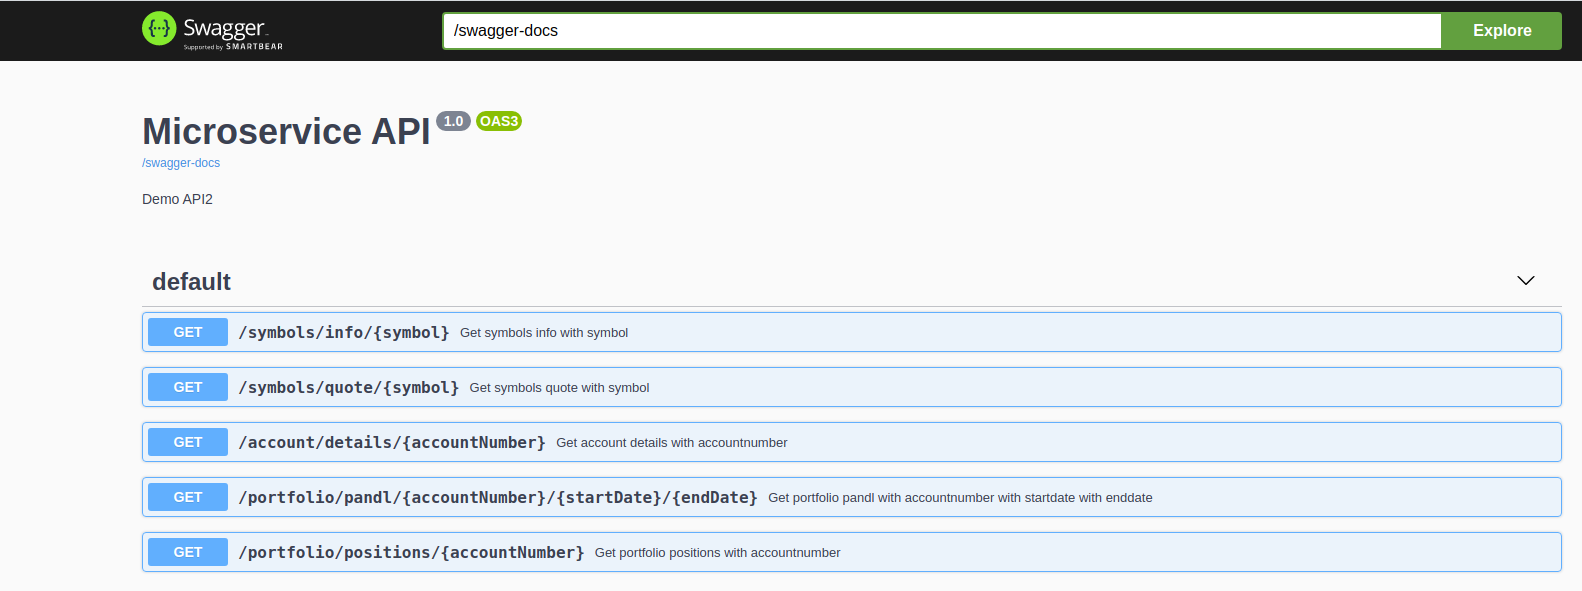 {···} Swagger
Supported by SMARTBEAR
/swagger-docs
Explore
Microservice API 1.0 OAS3
/swagger-docs
Demo API2
default
GET /symbols/info/{symbol} Get symbols info with symbol
GET /symbols/quote/{symbol} Get symbols quote with symbol
GET /account/details/{accountNumber} Get account details with accountnumber
GET /portfolio/pandl/{accountNumber}/{startDate}/{endDate} Get portfolio pandl with accountnumber with startdate with enddate
GET /portfolio/positions/{accountNumber} Get portfolio positions with accountnumber